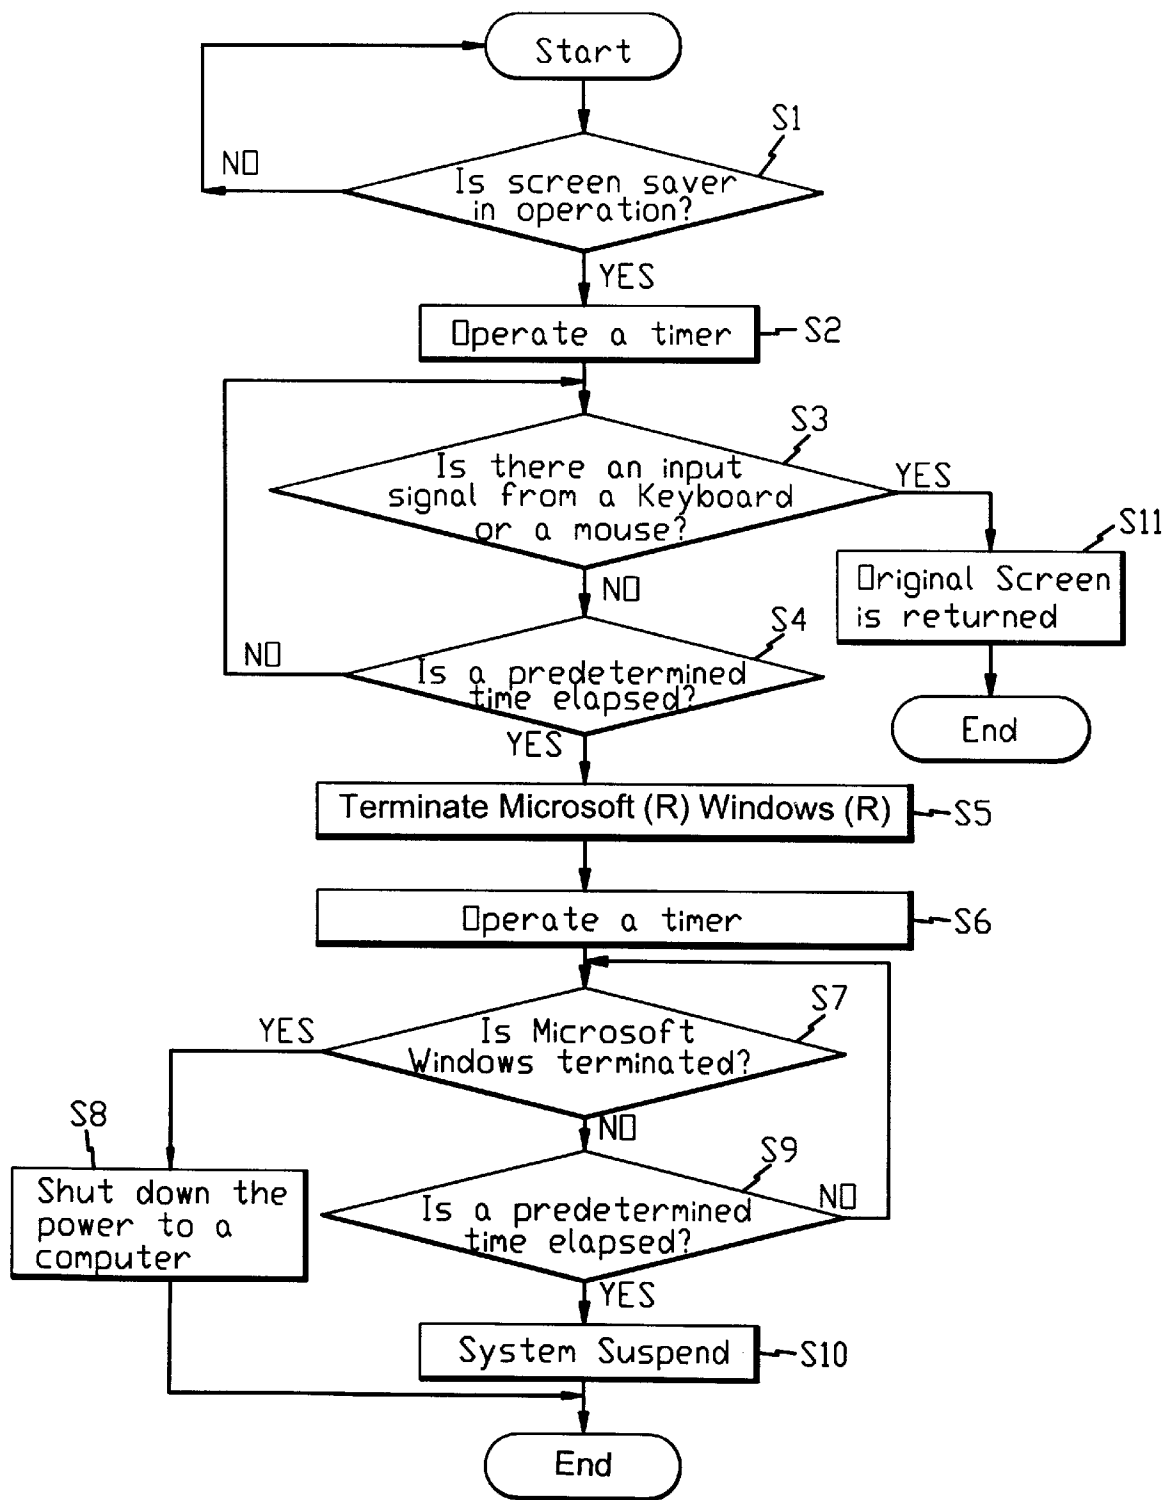 Start
S1
NO
Is screen saver
in operation?
YES
Operate a timer
S2
S3
Is there an input
signal from a Keyboard
or a mouse?
YES
S11
Original Screen
is returned
NO
S4
NO
Is a predetermined
time elapsed?
End
YES
Terminate Microsoft (R) Windows (R)
S5
Operate a timer
S6
S7
YES
Is Microsoft
Windows terminated?
S8
NO
S9
Shut down the
power to a
computer
NO
Is a predetermined
time elapsed?
YES
System Suspend
S10
End